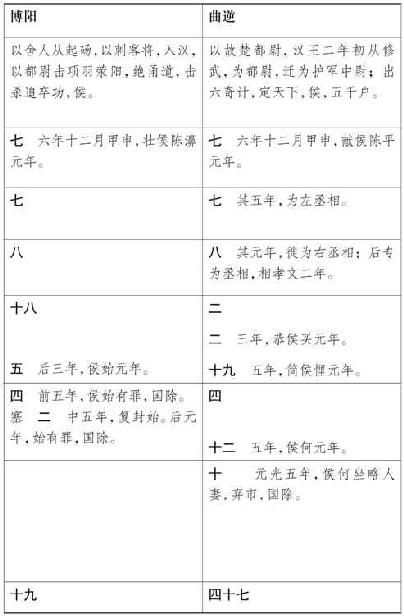 博阳
曲逆
以舍人从起砀,以刺客将,入汉,
以都尉击项羽荥阳,绝甬道,击
杀追卒功,侯。
以故楚都尉,汉王二年初从修
武,为都尉,迁为护军中尉;出
六奇计,定天下,侯,五千户。
七 六年十二月甲申,壮侯陈濞
元年。
七 六年十二月甲申,献侯陈平
元年。
七
七 其五年,为左丞相。
八
八 其元年,徙为右丞相;后专
为丞相,相孝文二年。
十八
五 后三年,侯始元年。
二
二 三年,恭侯买元年。
十九 五年,简侯悝元年。
四 前五年,侯始有罪,国除。
塞 二 中五年,复封始。后元
年,始有罪,国除。
四
十二 五年,侯何元年。
十 元光五年,侯何坐略人
妻,弃市,国除。
十九
四十七